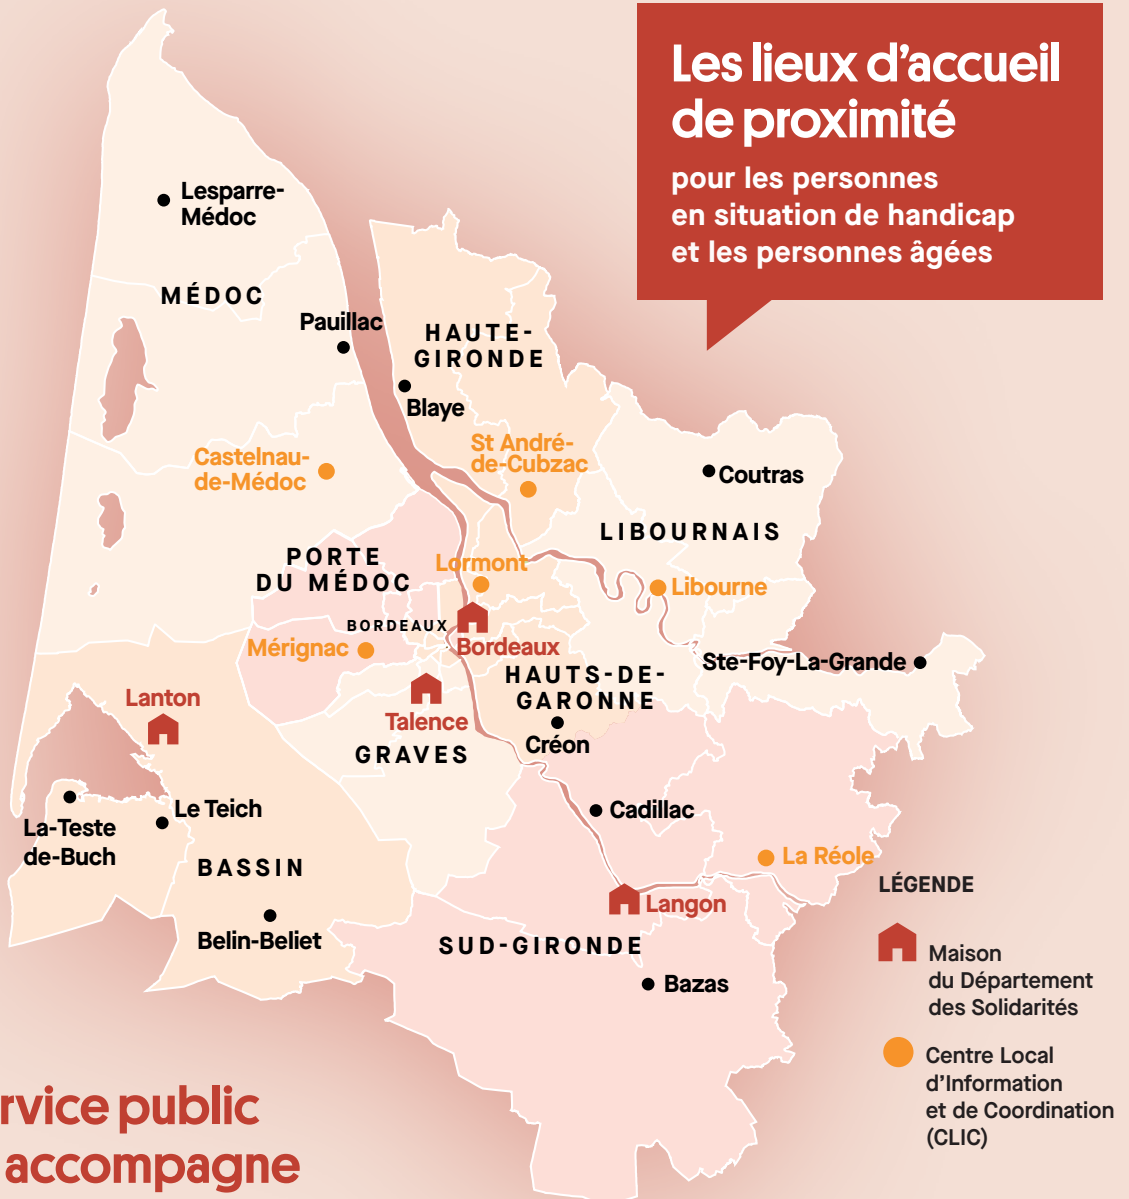 Les lieux d'accueil
de proximité
pour les personnes
en situation de handicap
et les personnes âgées
Lesparre-
Médoc
MÉDOC
Pauillac
HAUTE-
GIRONDE
Blaye
Castelnau-
de-Médoc
St André-
de-Cubzac
Coutras
LIBOURNAIS
PORTE
DU MÉDOC
Lormont
Libourne
BORDEAUX
Mérignac
Bordeaux
HAUTS-DE-
GARONNE
Ste-Foy-La-Grande
Lanton
Talence
Créon
GRAVES
La-Teste
de-Buch
Le Teich
Cadillac
BASSIN
La Réole
Langon
Belin-Beliet
SUD-GIRONDE
Bazas
LÉGENDE
Maison
du Département
des Solidarités
Centre Local
d'Information
et de Coordination
(CLIC)
rvice public
accompagne